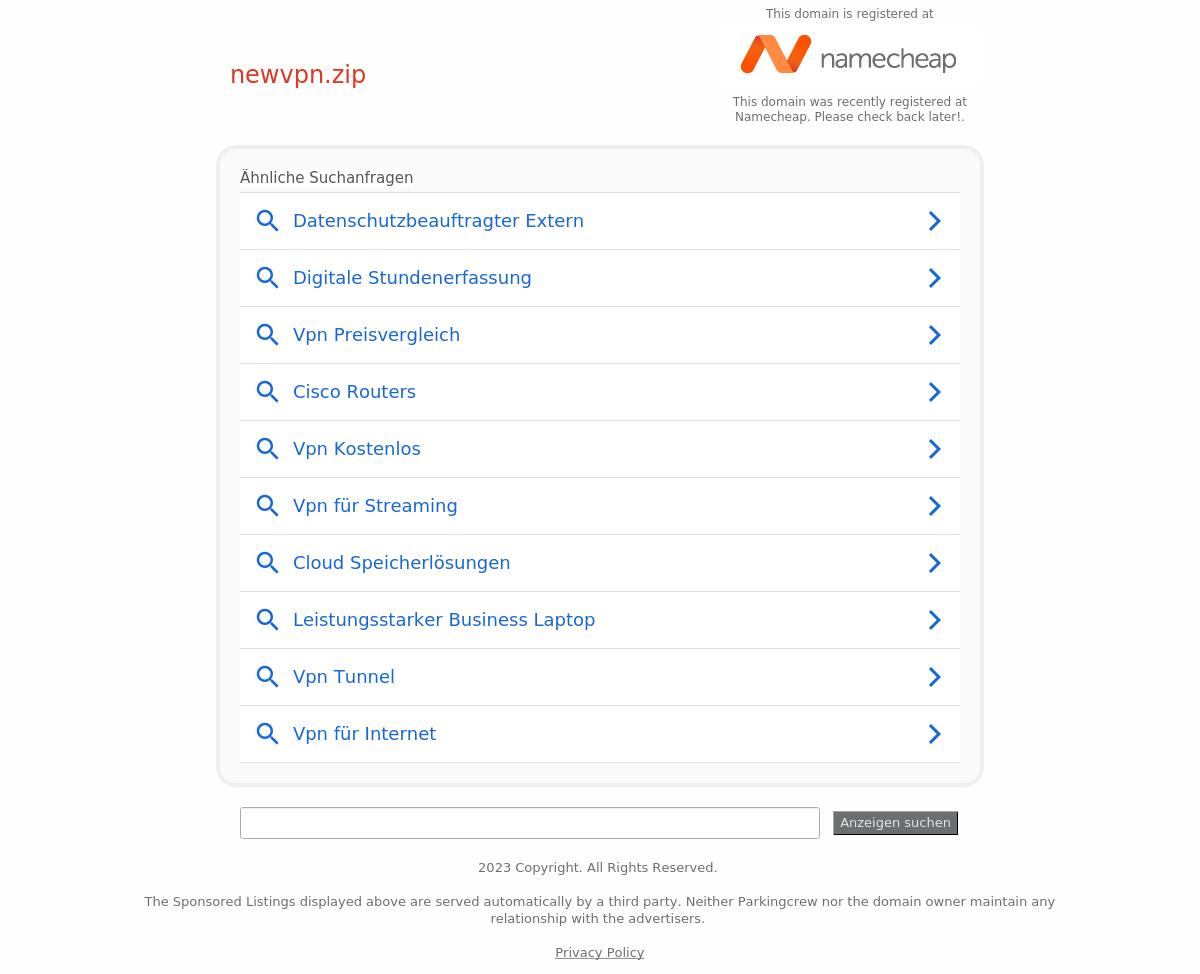 This domain is registered at
newvpn.zip
namecheap
This domain was recently registered at
Namecheap. Please check back later!.
Ähnliche Suchanfragen
Datenschutzbeauftragter Extern
Digitale Stundenerfassung
Vpn Preisvergleich
Cisco Routers
Vpn Kostenlos
Vpn für Streaming
Cloud Speicherlösungen
Leistungsstarker Business Laptop
Vpn Tunnel
Vpn für Internet
Anzeigen suchen
2023 Copyright. All Rights Reserved.
The Sponsored Listings displayed above are served automatically by a third party. Neither Parkingcrew nor the domain owner maintain any
relationship with the advertisers.
Privacy Policy